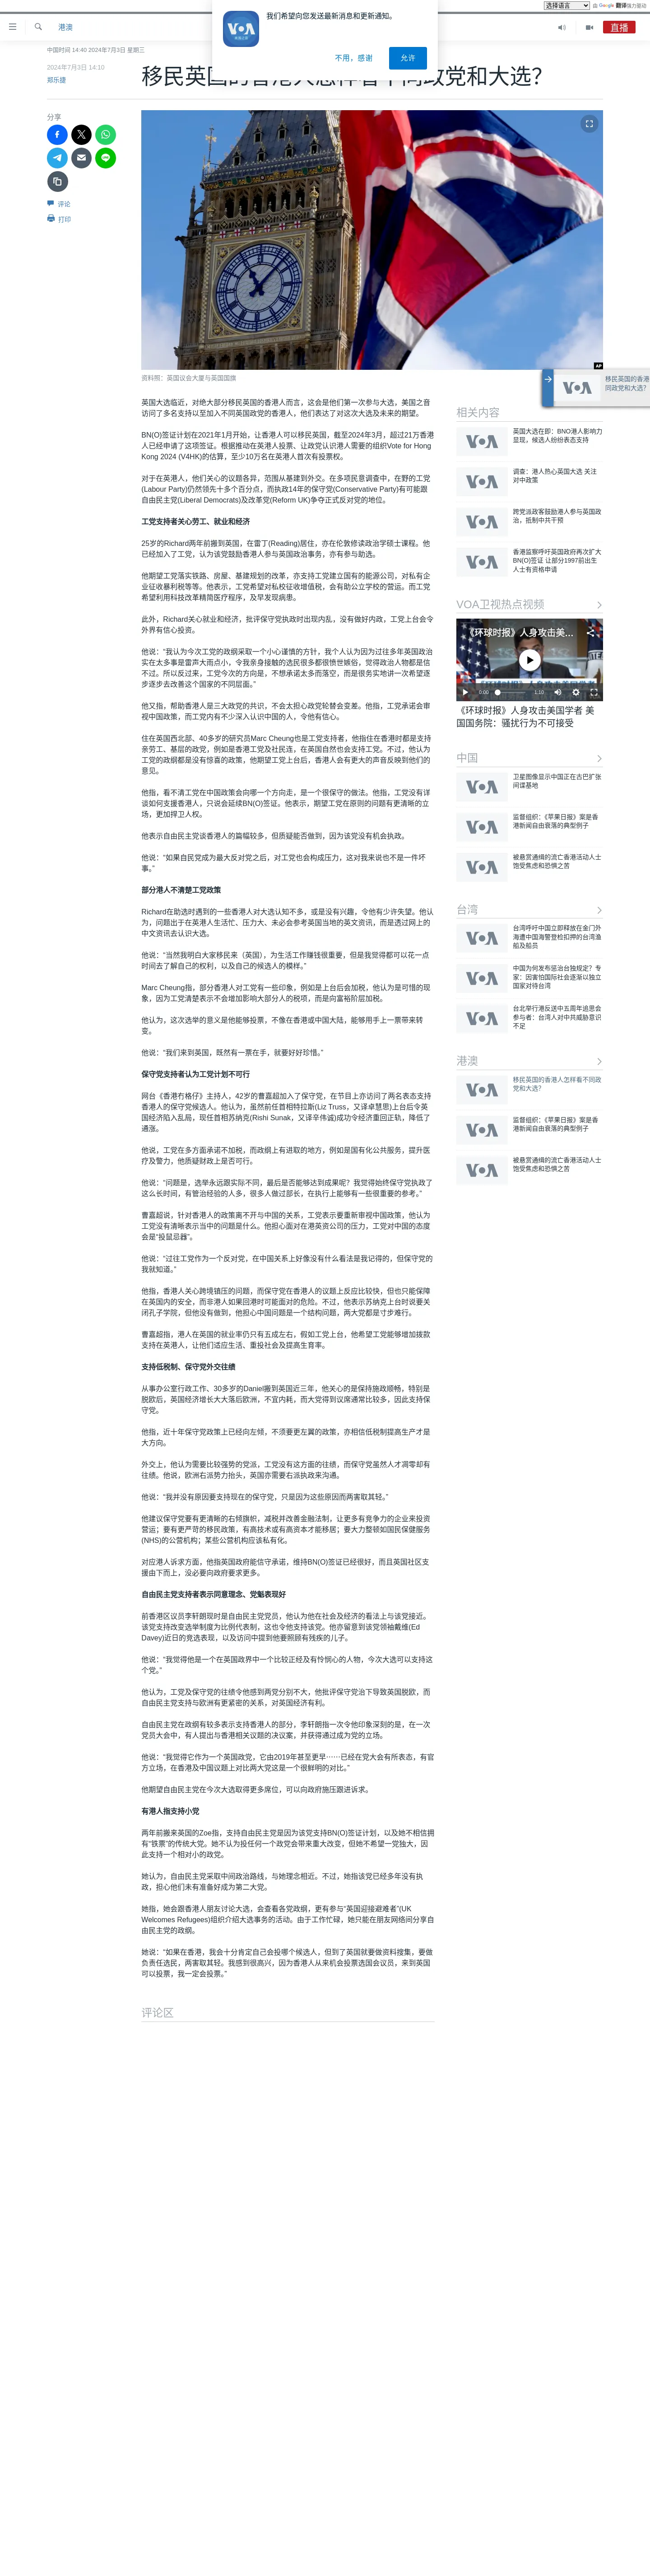 选择语言 由 Google 翻译强力驱动
我们希望向您发送最新消息和更新通知。
VOA
不用，感谢 允许
港澳
直播
中国时间 14:40 2024年7月3日 星期三
2024年7月3日 14:10
郑乐捷
移民英国的香港人怎样看不同政党和大选？
分享
评论
打印
AP
资料照：英国议会大厦与英国国旗
移民英国的香港
同政党和大选？
英国大选临近，对绝大部分移民英国的香港人而言，这会是他们第一次参与大选，美国之音
访问了多名支持以至加入不同英国政党的香港人，他们表达了对这次大选及未来的期望。
BN(O)签证计划在2021年1月开始，让香港人可以移民英国，截至2024年3月，超过21万香港
人已经申请了这项签证。根据推动在英港人投票、让政党认识港人需要的组织Vote for Hong
Kong 2024 (V4HK)的估算，至少10万名在英港人首次有投票权。
对于在英港人，他们关心的议题各异，范围从基建到外交。在多项民意调查中，在野的工党
(Labour Party)仍然领先十多个百分点，而执政14年的保守党(Conservative Party)有可能跟
自由民主党(Liberal Democrats)及改革党(Reform UK)争夺正式反对党的地位。
工党支持者关心劳工、就业和经济
25岁的Richard两年前搬到英国，在雷丁(Reading)居住，亦在伦敦修读政治学硕士课程。他
已经加入了工党，认为该党鼓励香港人参与英国政治事务，亦有参与助选。
他期望工党落实铁路、房屋、基建规划的改革，亦支持工党建立国有的能源公司，对私有企
业征收暴利税等等。他表示，工党希望对私校征收增值税，会有助公立学校的营运。而工党
希望利用科技改革精简医疗程序，及早发现病患。
此外，Richard关心就业和经济，批评保守党执政时出现内乱，没有做好内政，工党上台会令
外界有信心投资。
他说：“我认为今次工党的政纲采取一个小心谨慎的方针，我个人认为因为过往多年英国政治
实在太多事是雷声大而点小，令我亲身接触的选民很多都很愤世嫉俗，觉得政治人物都是信
不过。所以反过来，工党今次的方向是，不想承诺太多而落空，而是很务实地讲一次希望逐
步逐步去改善这个国家的不同层面。”
他又指，帮助香港人是三大政党的共识，不会太担心政党轮替会变差。他指，工党承诺会审
视中国政策，而工党内有不少深入认识中国的人，令他有信心。
住在英国西北部、40多岁的研究员Marc Cheung也是工党支持者，他指住在香港时都是支持
亲劳工、基层的政党，例如是香港工党及社民连，在英国自然也会支持工党。不过，他认为
工党的政纲都是没有惊喜的政策，他期望工党上台后，香港人会有更大的声音反映到他们的
意见。
他指，看不清工党在中国政策会向哪一个方向走，是一个很保守的做法。他指，工党没有详
谈如何支援香港人，只说会延续BN(O)签证。他表示，期望工党在原则的问题有更清晰的立
场，更加捍卫人权。
他表示自由民主党谈香港人的篇幅较多，但质疑能否做到，因为该党没有机会执政。
他说：“如果自民党成为最大反对党之后，对工党也会构成压力，这对我来说也不是一件坏
事。”
部分港人不清楚工党政策
Richard在助选时遇到的一些香港人对大选认知不多，或是没有兴趣，令他有少许失望。他认
为，问题出于在英港人生活忙、压力大、未必会参考英国当地的英文资讯，而是透过网上的
中文资讯去认识大选。
他说：“当然我明白大家移民来（英国），为生活工作赚钱很重要，但是我觉得都可以花一点
时间去了解自己的权利，以及自己的候选人的模样。”
Marc Cheung指，部分香港人对工党有一些印象，例如是上台后会加税，他认为是可惜的现
象，因为工党清楚表示不会增加影响大部分人的税项，而是向富裕阶层加税。
他认为，这次选举的意义是他能够投票，不像在香港或中国大陆，能够用手上一票带来转
变。
他说：“我们来到英国，既然有一票在手，就要好好珍惜。”
保守党支持者认为工党计划不可行
网台《香港冇格仔》主持人，42岁的曹嘉超加入了保守党，在节目上亦访问了两名表态支持
香港人的保守党候选人。他认为，虽然前任首相特拉斯(Liz Truss，又译卓慧思)上台后令英
国经济陷入乱局，现任首相苏纳克(Rishi Sunak，又译辛伟诚)成功令经济重回正轨，降低了
通涨。
他说，工党在多方面承诺不加税，而政纲上有进取的地方，例如是国有化公共服务，提升医
疗及警力，他质疑财政上是否可行。
他说：“问题是，选举永远跟实际不同，最后是否能够达到成果呢？我觉得始终保守党执政了
这么长时间，有管治经验的人多，很多人做过部长，在执行上能够有一些很重要的参考。”
曹嘉超说，针对香港人的政策离不开与中国的关系，工党表示要重新审视中国政策，他认为
工党没有清晰表示当中的问题是什么。他担心面对在港英资公司的压力，工党对中国的态度
会是“投鼠忌器”。
他说：“过往工党作为一个反对党，在中国关系上好像没有什么看法是我记得的，但保守党的
我就知道。”
他指，香港人关心跨境镇压的问题，而保守党在香港人的议题上反应比较快，但也只能保障
在英国内的安全，而非港人如果回港时可能面对的危险。不过，他表示苏纳克上台时说要关
闭孔子学院，但他没有做到，他担心中国问题是一个结构问题，两大党都是寸步难行。
曹嘉超指，港人在英国的就业率仍只有五成左右，假如工党上台，他希望工党能够增加拨款
支持在英港人，让他们适应生活、重投社会及提高生育率。
支持低税制、保守党外交往绩
从事办公室行政工作、30多岁的Daniel搬到英国近三年，他关心的是保持施政顺畅，特别是
脱欧后，英国经济增长大大落后欧洲，不宜内耗，而大党得到议席通常比较多，因此支持保
守党。
他指，近十年保守党政策上已经向左倾，不须要更左翼的政策，亦相信低税制提高生产才是
大方向。
外交上，他认为需要比较强势的党派，工党没有这方面的往绩，而保守党虽然人才凋零却有
往绩。他说，欧洲右派势力抬头，英国亦需要右派执政来沟通。
他说：“我并没有原因要支持现在的保守党，只是因为这些原因而两害取其轻。”
他建议保守党要有更清晰的右倾旗帜，减税并改善金融法制，让更多有竞争力的企业来投资
营运；要有更严苛的移民政策，有高技术或有高资本才能移居；要大力整顿如国民保健服务
(NHS)的公营机构；某些公营机构应该私有化。
对应港人诉求方面，他指英国政府能信守承诺，维持BN(O)签证已经很好，而且英国社区支
援由下而上，没必要向政府要求更多。
自由民主党支持者表示同意理念、党魁表现好
前香港区议员李轩朗现时是自由民主党党员，他认为他在社会及经济的看法上与该党接近。
该党支持改变选举制度为比例代表制，这也令他支持该党。他亦留意到该党领袖戴维(Ed
Davey)近日的竞选表现，以及访问中提到他要照顾有残疾的儿子。
他说：“我觉得他是一个在英国政界中一个比较正经及有怜悯心的人物，今次大选可以支持这
个党。”
他认为，工党及保守党的往绩令他感到两党分别不大，他批评保守党治下导致英国脱欧，而
自由民主党支持与欧洲有更紧密的关系，对英国经济有利。
自由民主党在政纲有较多表示支持香港人的部分，李轩朗指一次令他印象深刻的是，在一次
党员大会中，有人提出与香港相关议题的决议案，并获得通过成为党的立场。
他说：“我觉得它作为一个英国政党，它由2019年甚至更早……已经在党大会有所表态，有官
方立场，在香港及中国议题上对比两大党这是一个很鲜明的对比。”
他期望自由民主党在今次大选取得更多席位，可以向政府施压跟进诉求。
有港人指支持小党
两年前搬来英国的Zoe指，支持自由民主党是因为该党支持BN(O)签证计划，以及她不相信拥
有“铁票”的传统大党。她不认为投任何一个政党会带来重大改变，但她不希望一党独大，因
此支持一个相对小的政党。
她认为，自由民主党采取中间政治路线，与她理念相近。不过，她指该党已经多年没有执
政，担心他们未有准备好成为第二大党。
她指，她会跟香港人朋友讨论大选，会查看各党政纲，更有参与“英国迎接避难者”(UK
Welcomes Refugees)组织介绍大选事务的活动。由于工作忙碌，她只能在朋友网络间分享自
由民主党的政纲。
她说：“如果在香港，我会十分肯定自己会投哪个候选人，但到了英国就要做资料搜集，要做
负责任选民，两害取其轻。我感到很高兴，因为香港人从来机会投票选国会议员，来到英国
可以投票，我一定会投票。”
评论区
相关内容
英国大选在即：BNO港人影响力
显现，候选人纷纷表态支持
调查：港人热心英国大选 关注
对中政策
跨党派政客鼓励港人参与英国政
治，抵制中共干预
香港监察呼吁英国政府再次扩大
BN(O)签证 让部分1997前出生
人士有资格申请
VOA卫视热点视频
《环球时报》人身攻击美...
0:00 1:10
《环球时报》人身攻击美国学者 美
国国务院：骚扰行为不可接受
中国
卫星图像显示中国正在古巴扩张
间谍基地
监督组织：《苹果日报》案是香
港新闻自由衰落的典型例子
被悬赏通缉的流亡香港活动人士
饱受焦虑和恐惧之苦
台湾
台湾呼吁中国立即释放在金门外
海遭中国海警登检扣押的台湾渔
船及船员
中国为何发布惩治台独规定？专
家：因害怕国际社会逐渐以独立
国家对待台湾
台北举行港反送中五周年追思会
参与者：台湾人对中共威胁意识
不足
港澳
移民英国的香港人怎样看不同政
党和大选？
监督组织：《苹果日报》案是香
港新闻自由衰落的典型例子
被悬赏通缉的流亡香港活动人士
饱受焦虑和恐惧之苦